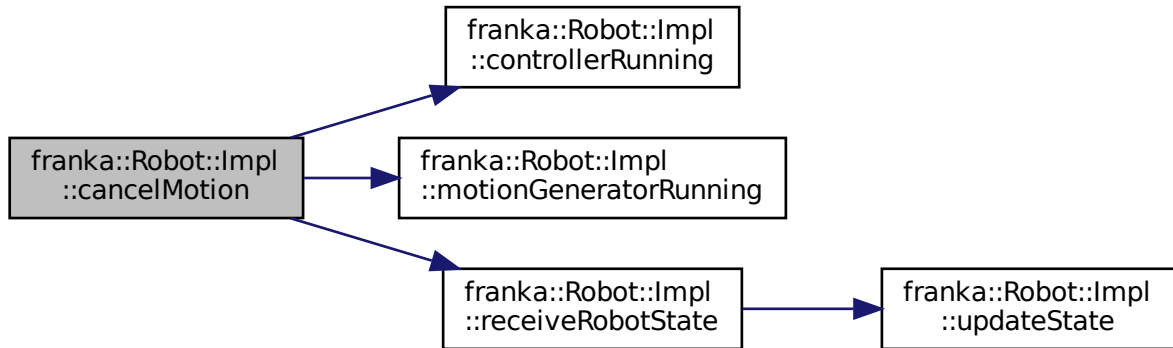 franka::Robot::Impl
::controllerRunning
franka::Robot::Impl
::cancelMotion
franka::Robot::Impl
::motionGeneratorRunning
franka::Robot::Impl
::receiveRobotState
franka::Robot::Impl
::updateState